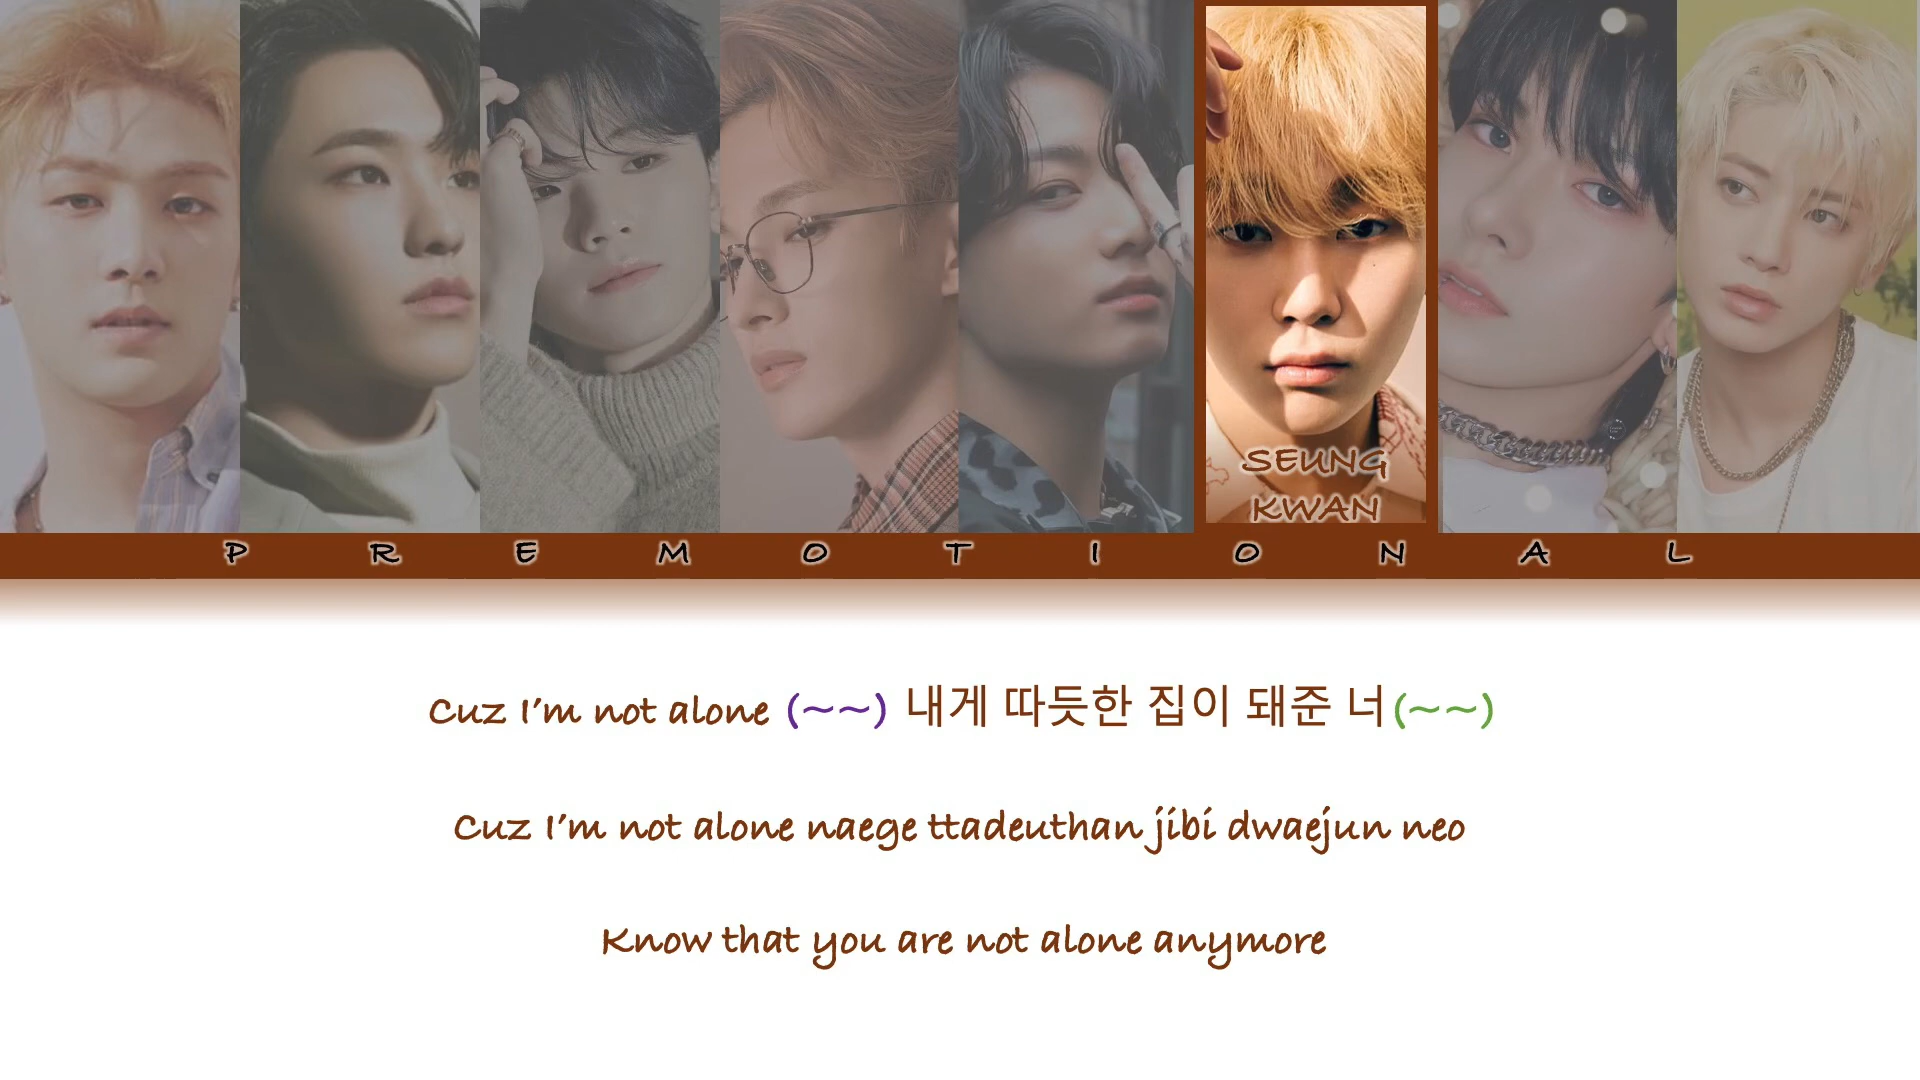 SEUNG
KWAN
P R E M O T I O N A L
Cuz I'm not alone (~~) 내게 따듯한 집이 돼준 너(~~)
Cuz I'm not alone naege ttadeuthan jibi dwaejun neo
Know that you are not alone anymore